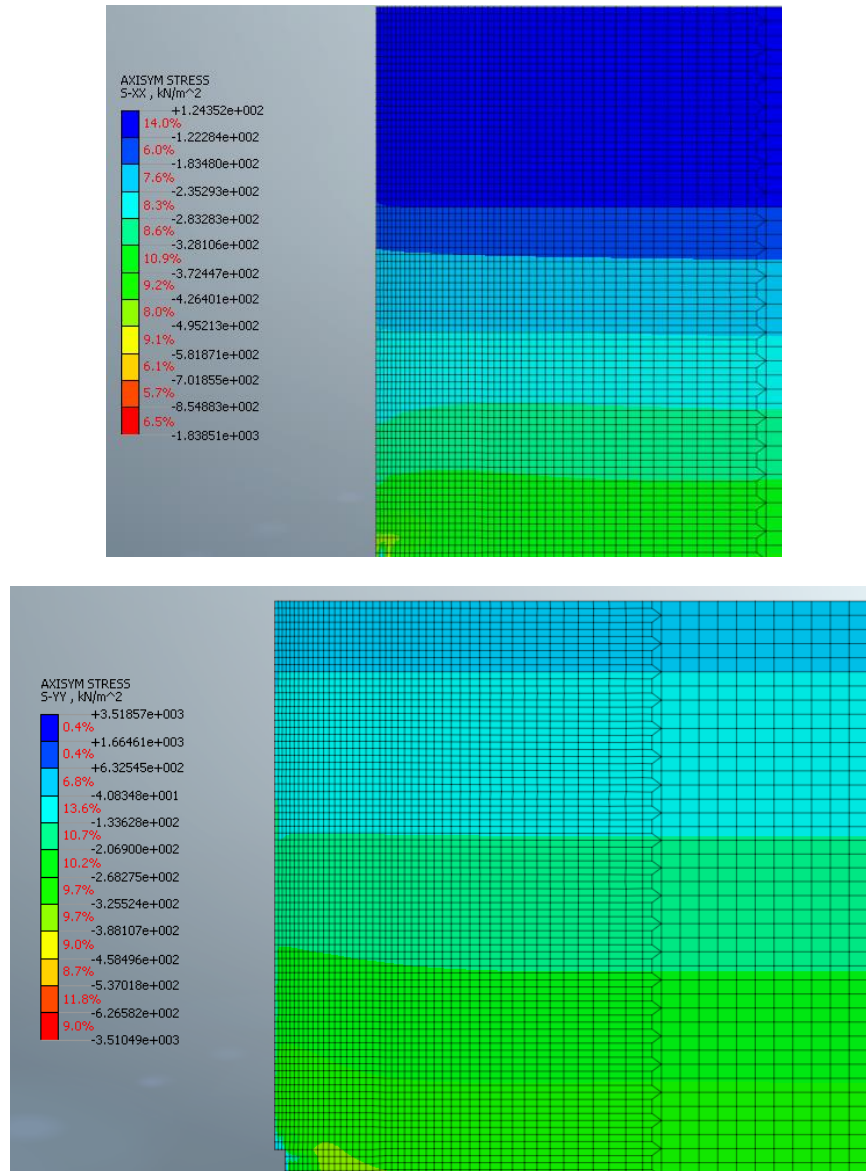 AXISYM STRESS
S-XX , kN/m^2
+1.24352e+002
14.0%
-1.22284e+002
6.0%
-1.83480e+002
7.6%
-2.35293e+002
8.3%
-2.83283e+002
8.6%
-3.28106e+002
10.9%
-3.72447e+002
9.2%
-4.26401e+002
8.0%
-4.95213e+002
9.1%
-5.81871e+002
6.1%
-7.01855e+002
5.7%
-8.54883e+002
6.5%
-1.83851e+003
AXISYM STRESS
S-YY , kN/m^2
+3.51857e+003
0.4%
+1.66461e+003
0.4%
+6.32545e+002
6.8%
-4.08348e+001
13.6%
-1.33628e+002
10.7%
-2.06900e+002
10.2%
-2.68275e+002
9.7%
-3.25524e+002
9.7%
-3.88107e+002
9.0%
-4.58496e+002
8.7%
-5.37018e+002
11.8%
-6.26582e+002
9.0%
-3.51049e+003